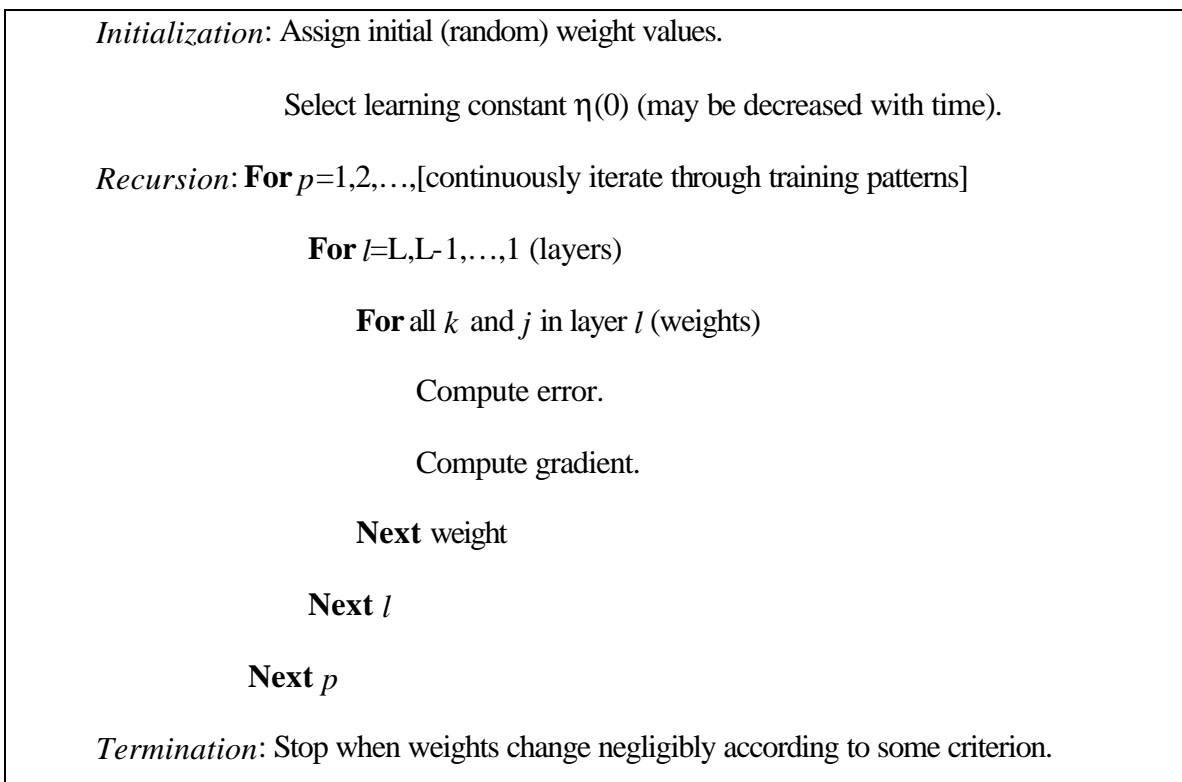 Initialization: Assign initial (random) weight values.
Select learning constant η(0) (may be decreased with time).
Recursion: For p=1,2,…,[continuously iterate through training patterns]
For l=L,L-1,…,1 (layers)
For all k and j in layer l (weights)
Compute error.
Compute gradient.
Next weight
Next l
Next p
Termination: Stop when weights change negligibly according to some criterion.